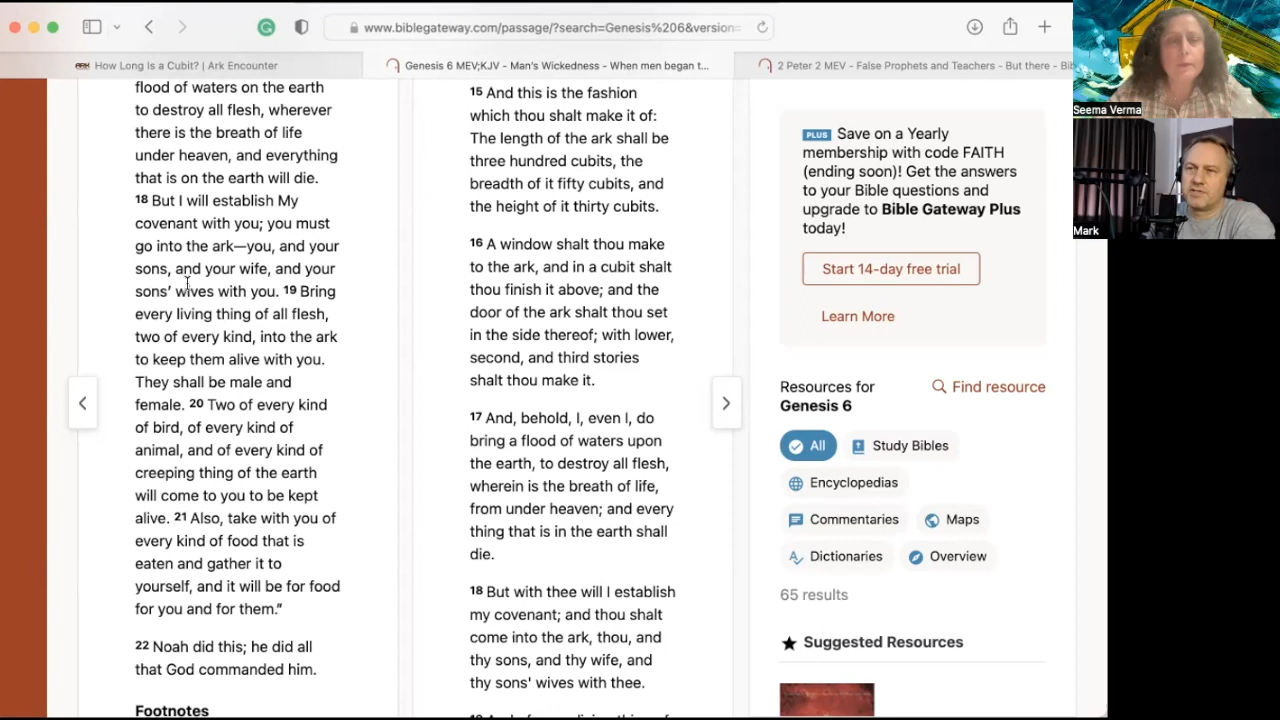 www.biblegateway.com/passage/?search=Genesis%206&version=
How Long Is a Cubit? | Ark Encounter
Genesis 6 MEV;KJV - Man's Wickedness - When men began t...
2 Peter 2 MEV - False Prophets and Teachers - But there - Bib
flood of waters on the earth
to destroy all flesh, wherever
there is the breath of life
under heaven, and everything
that is on the earth will die.
18 But I will establish My
covenant with you; you must
go into the ark—you, and your
sons, and your wife, and your
sons’ wives with you. 19 Bring
every living thing of all flesh,
two of every kind, into the ark
to keep them alive with you.
They shall be male and
female. 20 Two of every kind
of bird, of every kind of
animal, and of every kind of
creeping thing of the earth
will come to you to be kept
alive. 21 Also, take with you of
every kind of food that is
eaten and gather it to
yourself, and it will be for food
for you and for them.”
22 Noah did this; he did all
that God commanded him.
Footnotes
15 And this is the fashion
which thou shalt make it of:
The length of the ark shall be
three hundred cubits, the
breadth of it fifty cubits, and
the height of it thirty cubits.
16 A window shalt thou make
to the ark, and in a cubit shalt
thou finish it above; and the
door of the ark shalt thou set
in the side thereof; with lower,
second, and third stories
shalt thou make it.
17 And, behold, I, even I, do
bring a flood of waters upon
the earth, to destroy all flesh,
wherein is the breath of life,
from under heaven; and every
thing that is in the earth shall
die.
18 But with thee will I establish
my covenant; and thou shalt
come into the ark, thou, and
thy sons, and thy wife, and
thy sons' wives with thee.
PLUS Save on a Yearly
membership with code FAITH
(ending soon)! Get the answers
to your Bible questions and
upgrade to Bible Gateway Plus
today!
Start 14-day free trial
Learn More
Resources for
Genesis 6
Find resource
All
Study Bibles
Encyclopedias
Commentaries
Maps
Dictionaries
Overview
65 results
Suggested Resources
Seema Verma
Mark